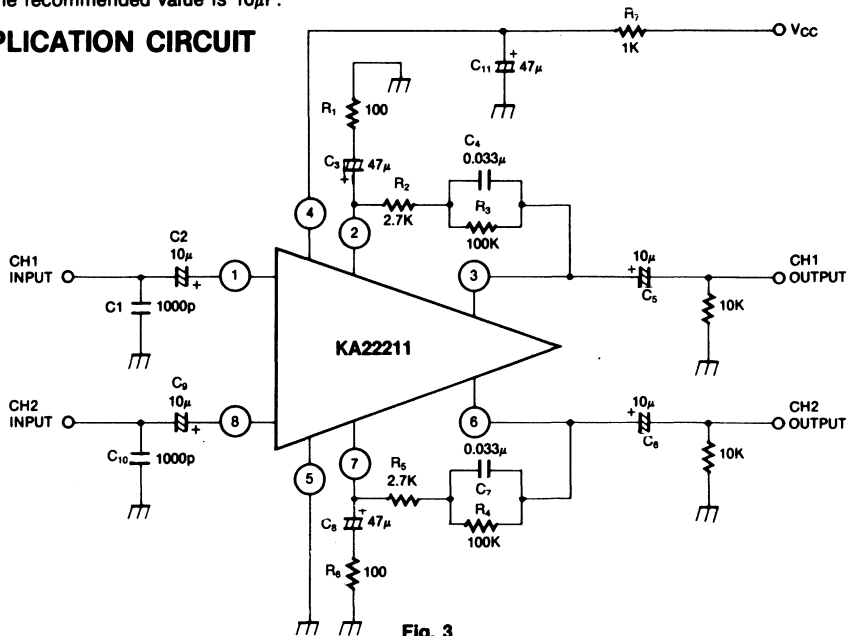 he recommended value is 10μF.
PLICATION CIRCUIT
R7
1K
VCC
C11
+
47μ
R1
100
C3
47μ
+
C4
0.033μ
R2
2.7K
R3
100K
4
2
CH1
INPUT
C2
10μ
+
1
C1
1000p
3
10μ
+
C5
CH1
OUTPUT
10K
KA22211
CH2
INPUT
C9
10μ
+
8
C10
1000p
6
10μ
+
C6
CH2
OUTPUT
10K
5
7
R5
2.7K
0.033μ
C7
R4
100K
C8
+
47μ
R6
100
Fig. 3